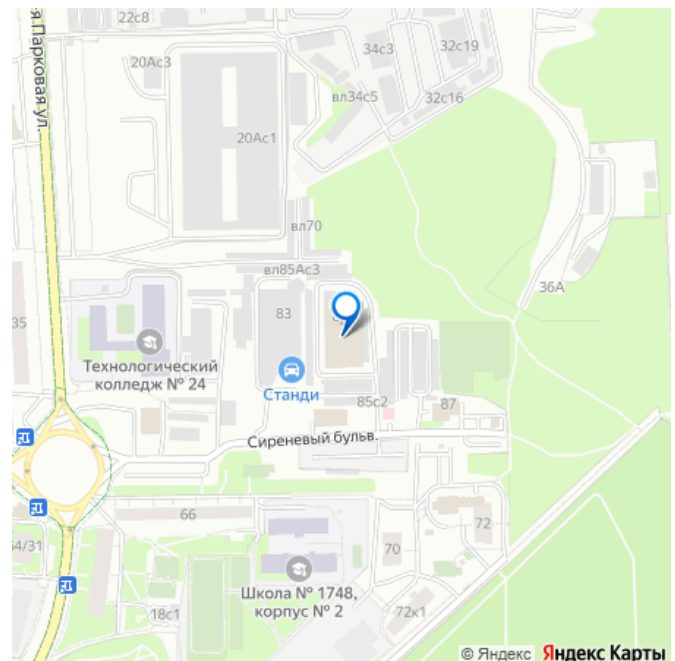 22с8
34с3
32с19
20Ас3
я Парковая ул.
вл34с5
32с16
20Ас1
вл70
вл85Ас3
36А
83
35
Технологический
колледж № 24
Станди
85с2
87
Сиреневый бульв.
66
72
64/31
70
Школа № 1748,
корпус № 2
18с1
72к1
© Яндекс Яндекс Карты